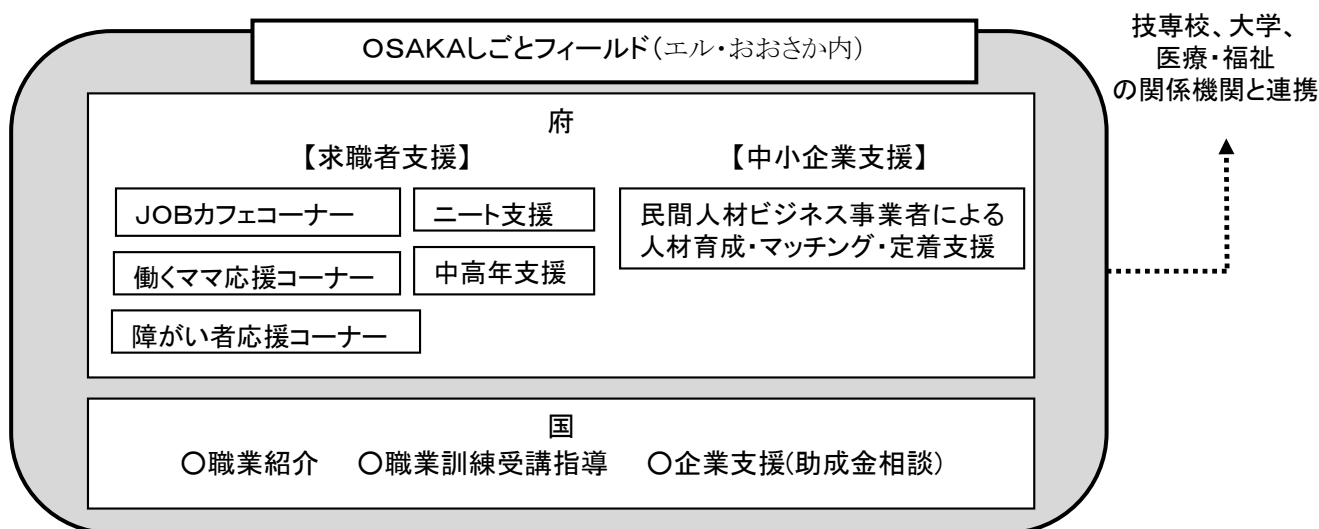 OSAKAしごとフィールド(エル・おおさか内)
技専校、大学、
医療・福祉
の関係機関と連携
府
【求職者支援】
【中小企業支援】
JOBカフェコーナー
ニート支援
民間人材ビジネス事業者による
人材育成・マッチング・定着支援
働くママ応援コーナー
中高年支援
障がい者応援コーナー
国
○職業紹介 ○職業訓練受講指導 ○企業支援(助成金相談)